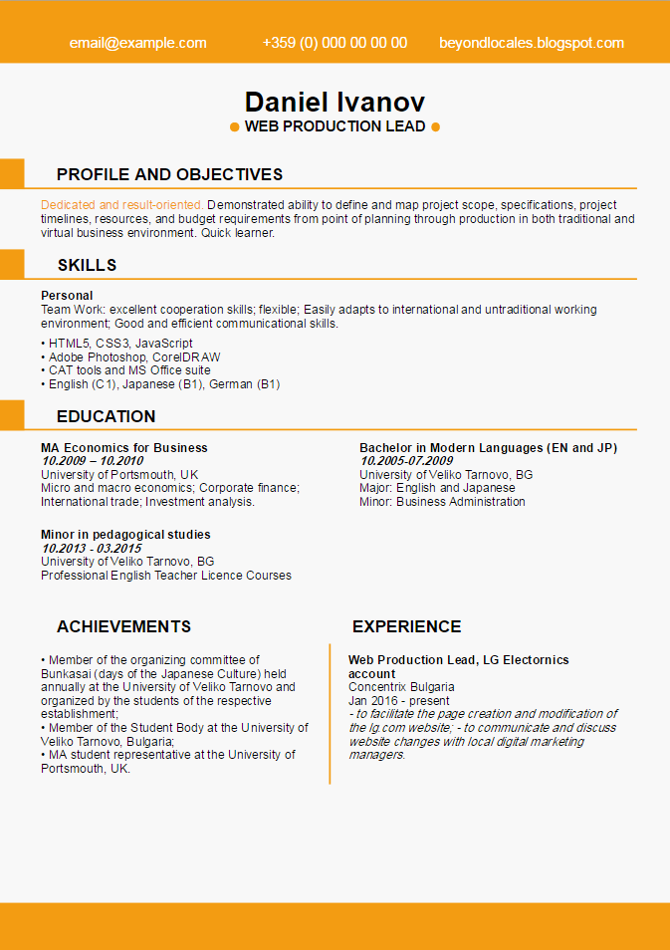 email@example.com +359 (0) 000 00 00 00 beyondlocales.blogspot.com
Daniel Ivanov
WEB PRODUCTION LEAD
PROFILE AND OBJECTIVES
Dedicated and result-oriented. Demonstrated ability to define and map project scope, specifications, project
timelines, resources, and budget requirements from point of planning through production in both traditional and
virtual business environment. Quick learner.
SKILLS
Personal
Team Work: excellent cooperation skills; flexible; Easily adapts to international and untraditional working
environment; Good and efficient communicational skills.
• HTML5, CSS3, JavaScript
• Adobe Photoshop, CorelDRAW
• CAT tools and MS Office suite
• English (C1), Japanese (B1), German (B1)
EDUCATION
MA Economics for Business
10.2009 – 10.2010
University of Portsmouth, UK
Micro and macro economics; Corporate finance;
International trade; Investment analysis.
Bachelor in Modern Languages (EN and JP)
10.2005-07.2009
University of Veliko Tarnovo, BG
Major: English and Japanese
Minor: Business Administration
Minor in pedagogical studies
10.2013 - 03.2015
University of Veliko Tarnovo, BG
Professional English Teacher Licence Courses
ACHIEVEMENTS
• Member of the organizing committee of
Bunkasai (days of the Japanese Culture) held
annually at the University of Veliko Tarnovo and
organized by the students of the respective
establishment;
• Member of the Student Body at the University of
Veliko Tarnovo, Bulgaria;
• MA student representative at the University of
Portsmouth, UK.
EXPERIENCE
Web Production Lead, LG Electornics
account
Concentrix Bulgaria
Jan 2016 - present
- to facilitate the page creation and modification of
the lg.com website; - to communicate and discuss
website changes with local digital marketing
managers.